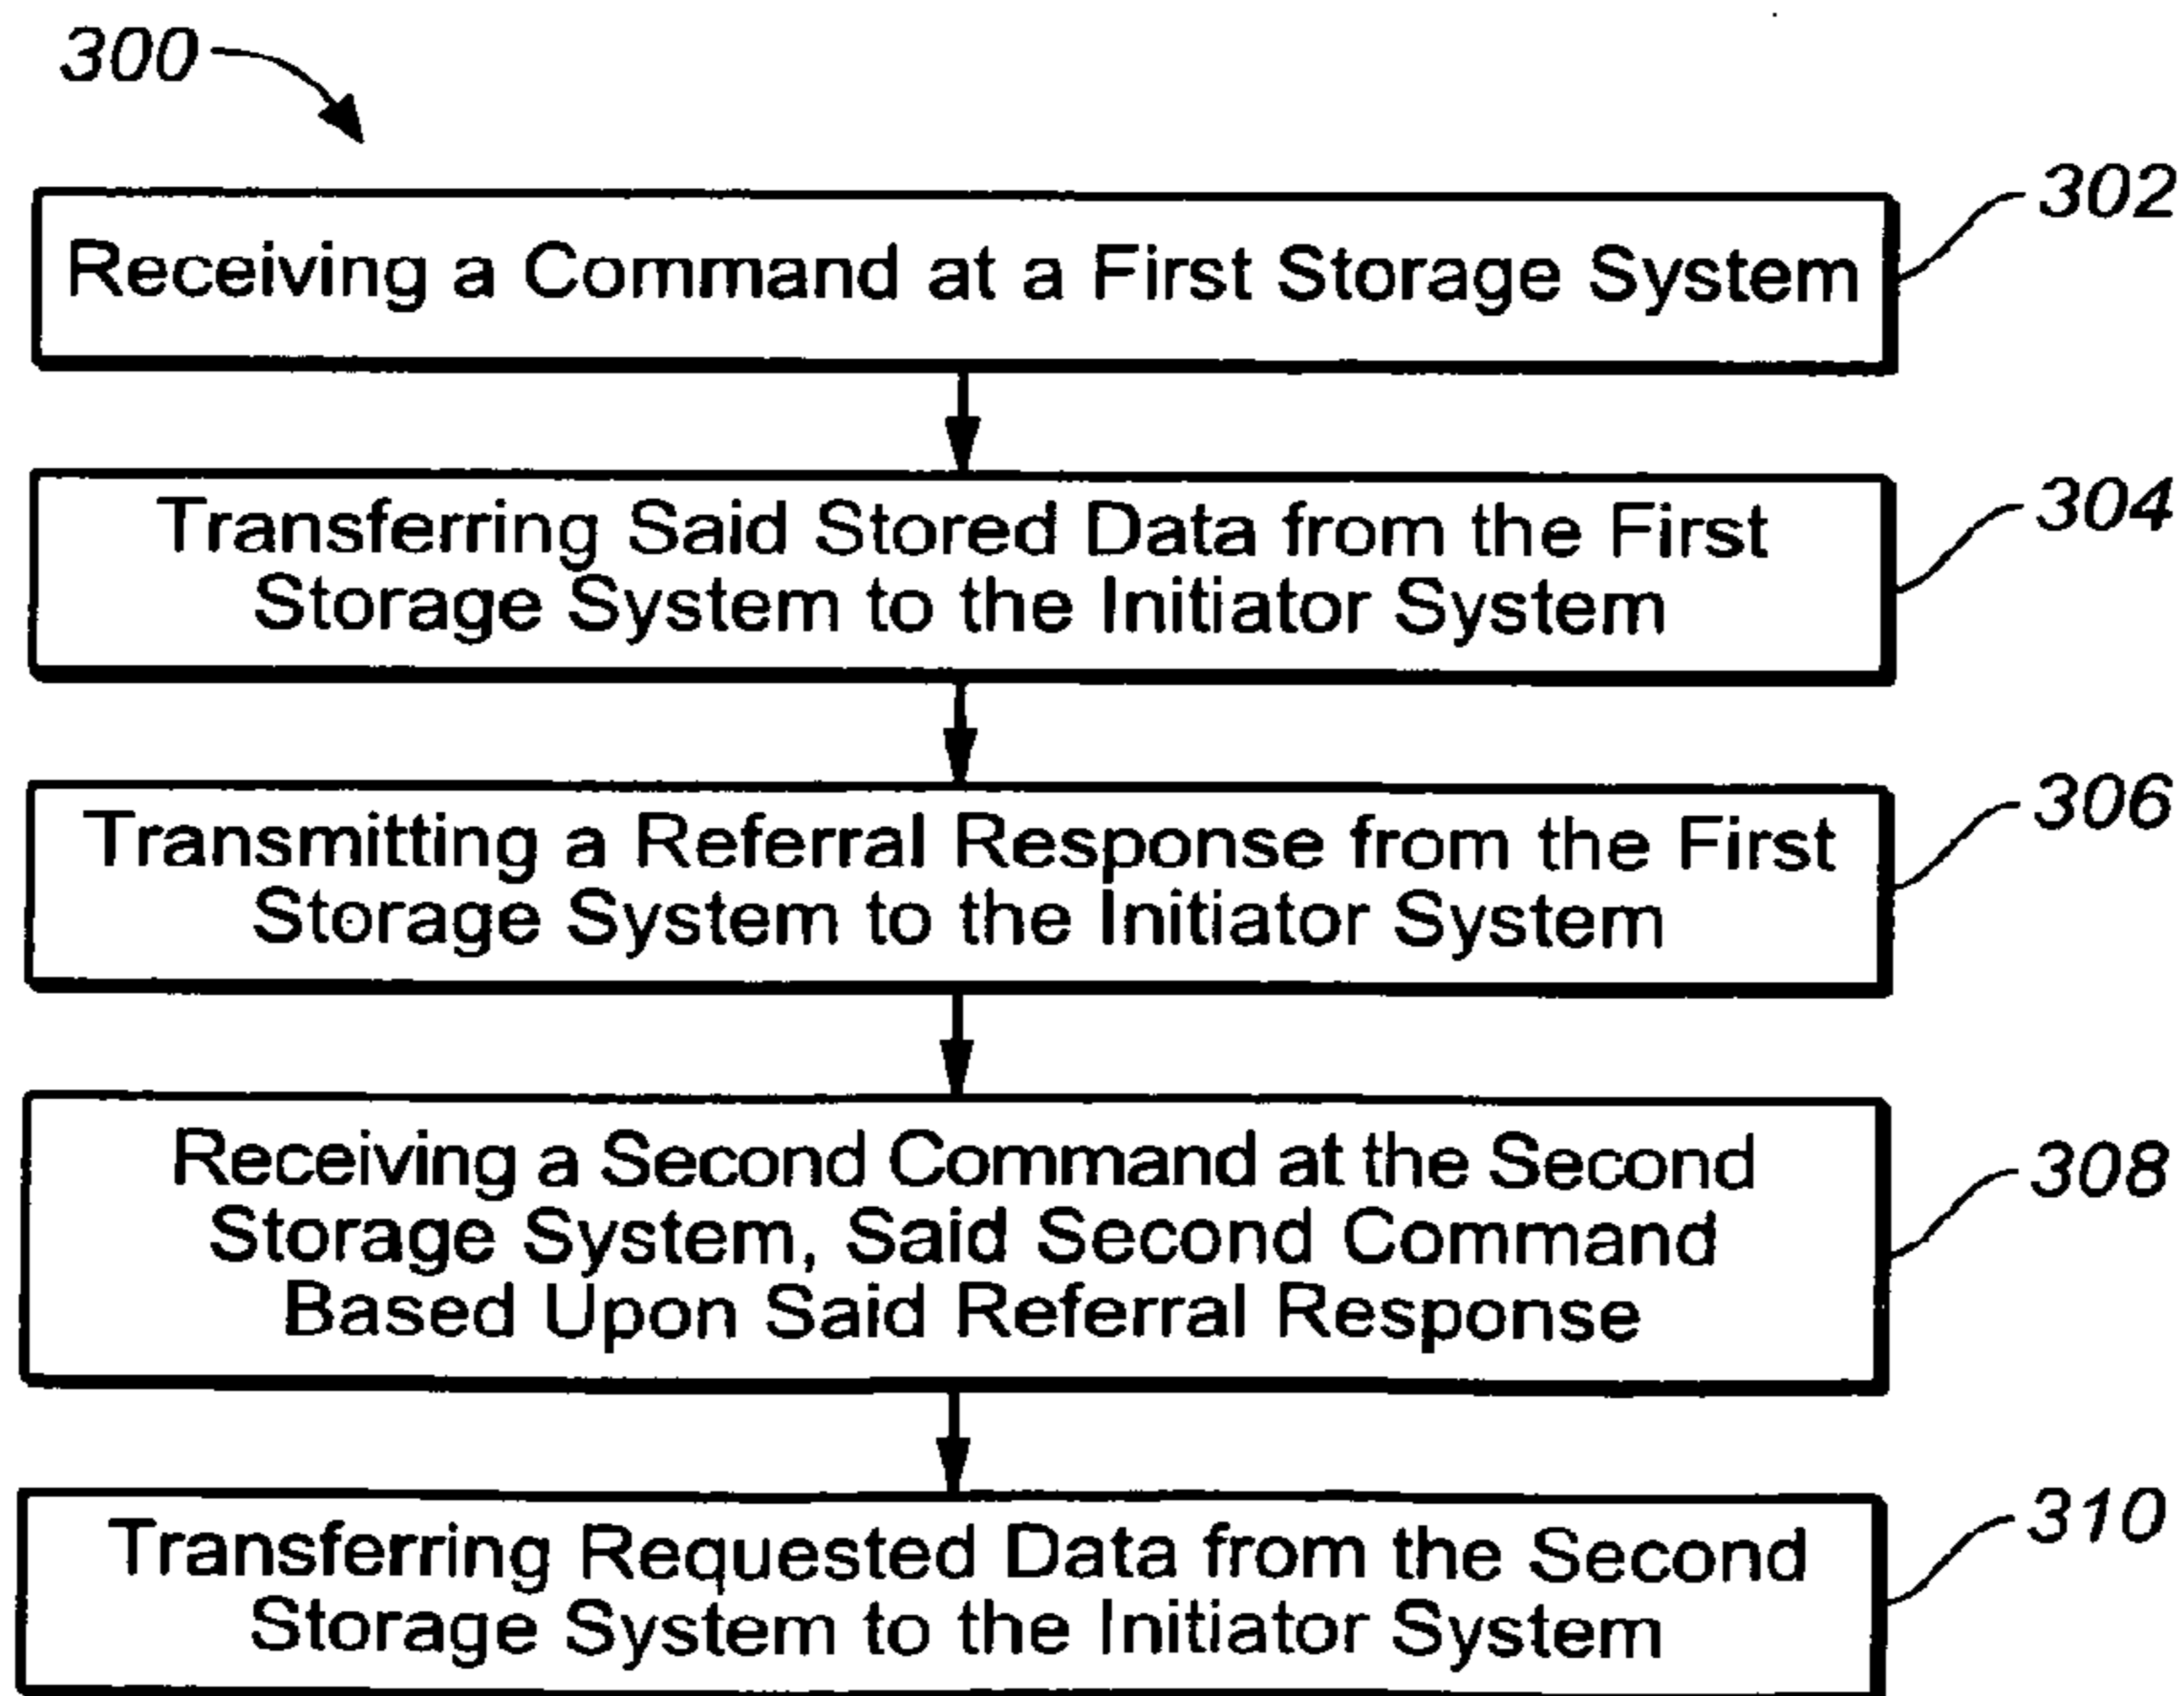 300
302
Receiving a Command at a First Storage System
304
Transferring Said Stored Data from the First
Storage System to the Initiator System
306
Transmitting a Referral Response from the First
Storage System to the Initiator System
308
Receiving a Second Command at the Second
Storage System, Said Second Command
Based Upon Said Referral Response
310
Transferring Requested Data from the Second
Storage System to the Initiator System